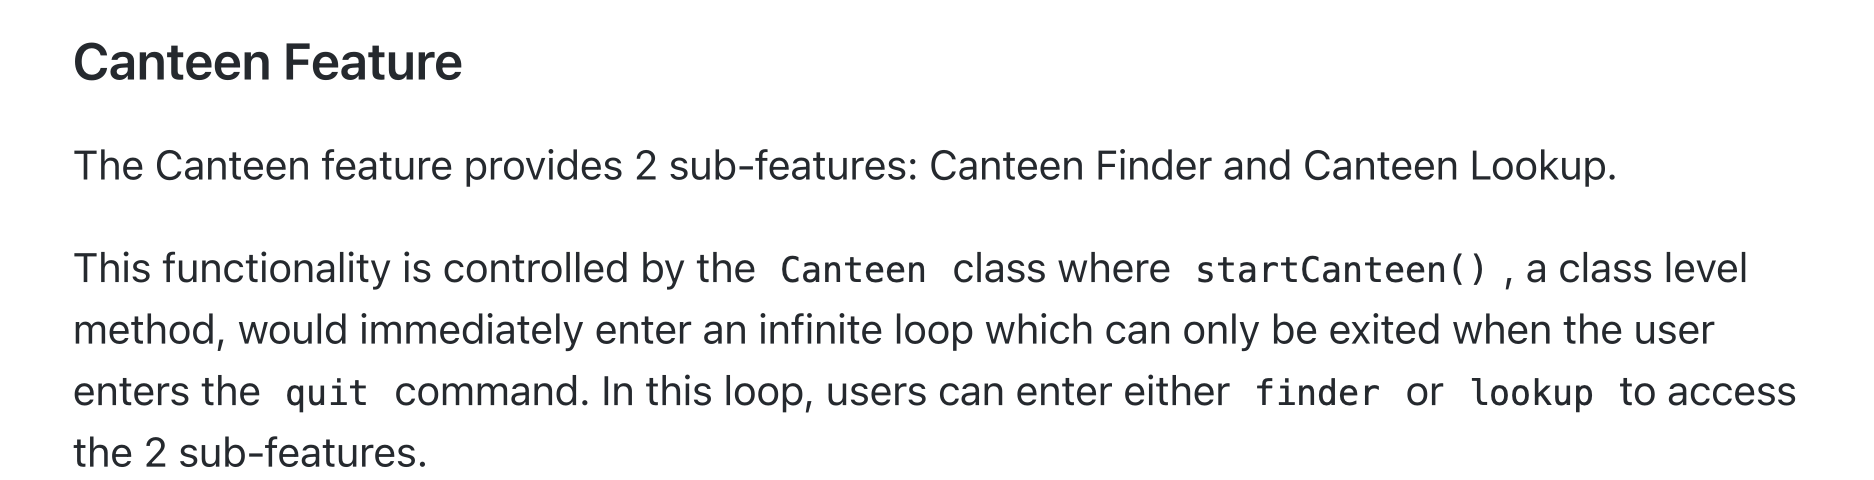 Canteen Feature
The Canteen feature provides 2 sub-features: Canteen Finder and Canteen Lookup.
This functionality is controlled by the Canteen class where startCanteen() , a class level
method, would immediately enter an infinite loop which can only be exited when the user
enters the quit command. In this loop, users can enter either finder or lookup to access
the 2 sub-features.